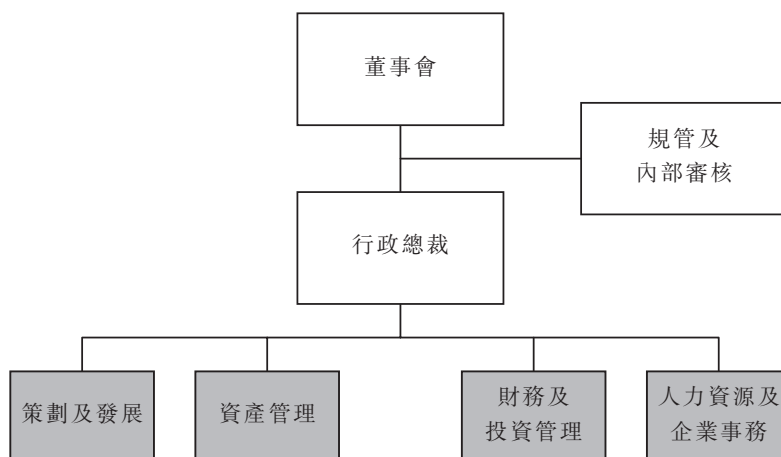 董事會
規管及
內部審核
行政總裁
策劃及發展
資產管理
財務及
投資管理
人力資源及
企業事務